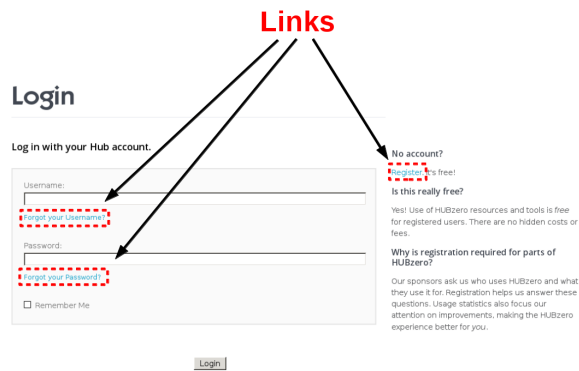 Links
Login
Log in with your Hub account.
Username:
Forgot your Username?
Password:
Forgot your Password?
Remember Me
Login
No account?
Register. It's free!
Is this really free?
Yes! Use of HUBzero resources and tools is free
for registered users. There are no hidden costs or
fees.
Why is registration required for parts of
HUBzero?
Our sponsors ask us who uses HUBzero and what
they use it for. Registration helps us answer these
questions. Usage statistics also focus our
attention on improvements, making the HUBzero
experience better for you.